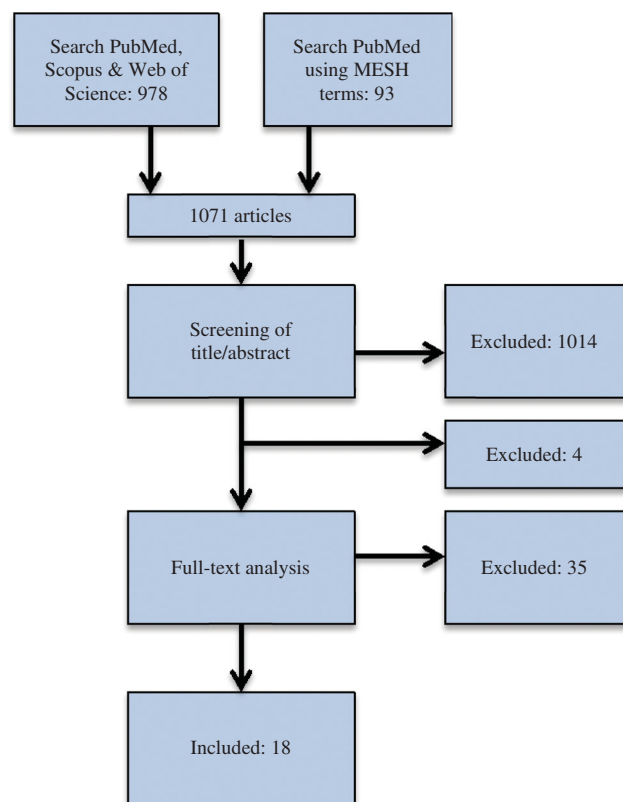 Search PubMed,
Scopus & Web of
Science: 978
Search PubMed
using MESH
terms: 93
1071 articles
Screening of
title/abstract
Excluded: 1014
Excluded: 4
Full-text analysis
Excluded: 35
Included: 18